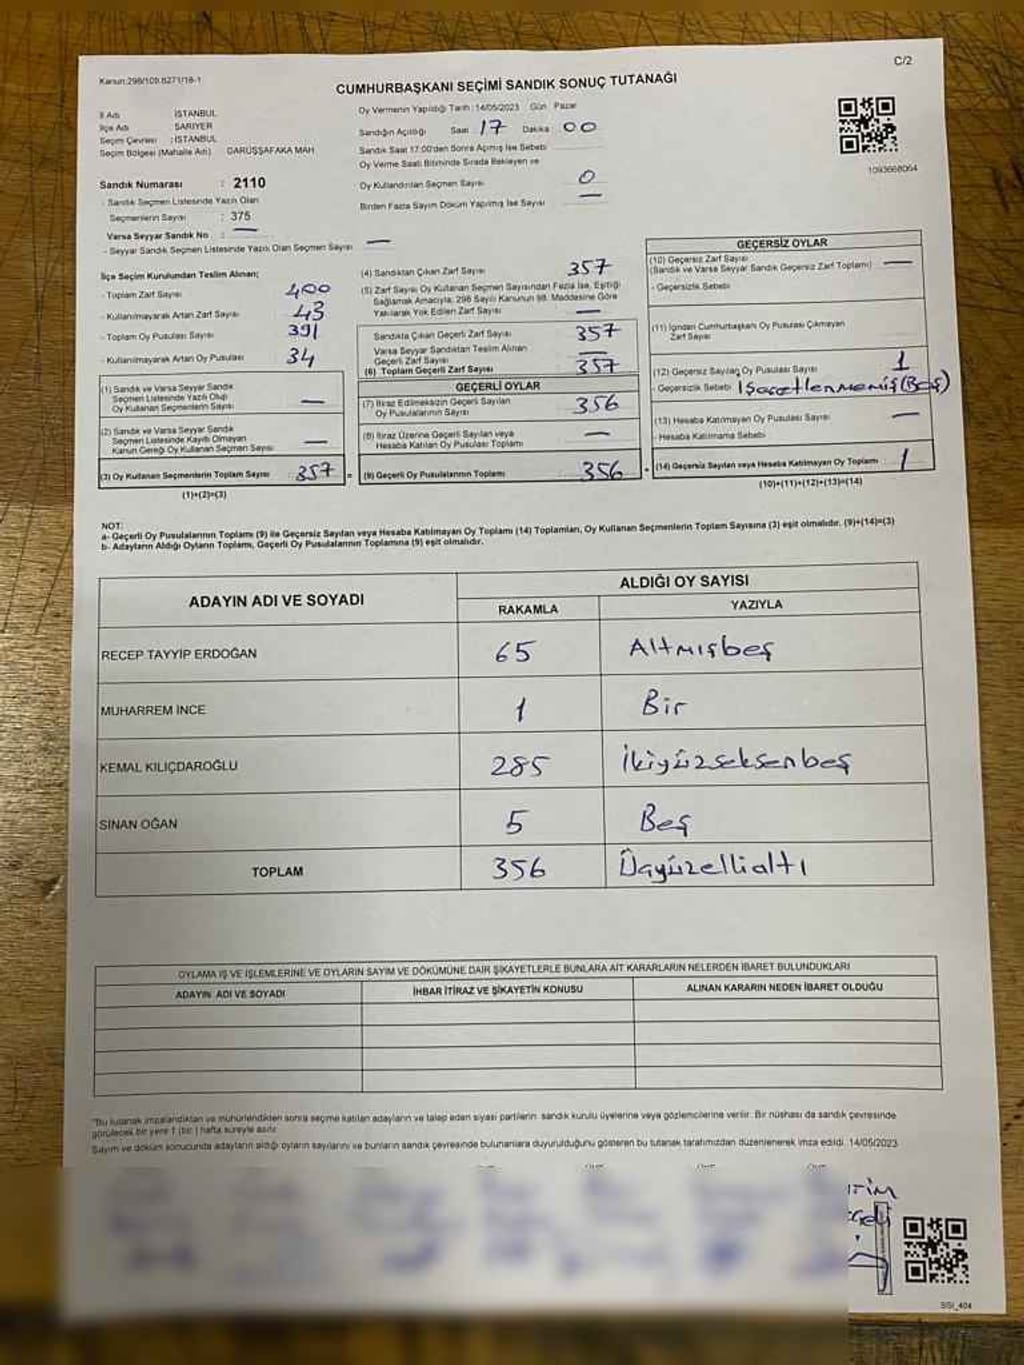 C/2
Kanun:298/109.6271/18-1
CUMHURBAŞKANI SEÇİMİ SANDIK SONUÇ TUTANAĞI
1093668064
İl Adı : İSTANBUL
İlçe Adı : SARIYER
Seçim Çevresi : İSTANBUL
Seçim Bölgesi (Mahalle Adı) : DARÜŞŞAFAKA MAH.
Sandık Numarası : 2110
- Sandık Seçmen Listesinde Yazılı Olan
Seçmenlerin Sayısı : 375
Varsa Seyyar Sandık No : —
- Seyyar Sandık Seçmen Listesinde Yazılı Olan Seçmen Sayısı —
Oy Vermenin Yapıldığı Tarih : 14/05/2023 Gün : Pazar
Sandığın Açıldığı Saat 17 Dakika 00
Sandık Saat 17:00'den Sonra Açılmış İse Sebebi
Oy Verme Saati Bitiminde Sırada Bekleyen ve
Oy Kullandırılan Seçmen Sayısı 0
Birden Fazla Sayım Döküm Yapılmış İse Sayısı —
İlçe Seçim Kurulundan Teslim Alınan;
- Toplam Zarf Sayısı 400
- Kullanılmayarak Artan Zarf Sayısı 43
- Toplam Oy Pusulası Sayısı 391
- Kullanılmayarak Artan Oy Pusulası 34
(1) Sandık ve Varsa Seyyar Sandık
Seçmen Listesinde Yazılı Olup
Oy Kullanan Seçmenlerin Sayısı —
(2) Sandık ve Varsa Seyyar Sandık
Seçmen Listesinde Kayıtlı Olmayan
Kanun Gereği Oy Kullanan Seçmen Sayısı —
(3) Oy Kullanan Seçmenlerin Toplam Sayısı : 357 =
(1)+(2)=(3)
(4) Sandıktan Çıkan Zarf Sayısı 357
(5) Zarf Sayısı Oy Kullanan Seçmen Sayısından Fazla İse, Eşitliği
Sağlamak Amacıyla; 298 Sayılı Kanunun 98. Maddesine Göre
Yakılarak Yok Edilen Zarf Sayısı —
Sandıkta Çıkan Geçerli Zarf Sayısı 357
Varsa Seyyar Sandıktan Teslim Alınan
Geçerli Zarf Sayısı —
(6) Toplam Geçerli Zarf Sayısı 357
GEÇERLİ OYLAR
(7) İtiraz Edilmeksizin Geçerli Sayılan
Oy Pusulalarının Sayısı 356
(8) İtiraz Üzerine Geçerli Sayılan veya
Hesaba Katılan Oy Pusulası Toplamı —
(9) Geçerli Oy Pusulalarının Toplamı : 356 +
GEÇERSİZ OYLAR
(10) Geçersiz Zarf Sayısı
(Sandık ve Varsa Seyyar Sandık Geçersiz Zarf Toplamı) —
- Geçersizlik Sebebi
(11) İçinden Cumhurbaşkanı Oy Pusulası Çıkmayan
Zarf Sayısı
(12) Geçersiz Sayılan Oy Pusulası Sayısı 1
- Geçersizlik Sebebi İşaretlenmemiş(Boş)
(13) Hesaba Katılmayan Oy Pusulası Sayısı —
- Hesaba Katılmama Sebebi
(14) Geçersiz Sayılan veya Hesaba Katılmayan Oy Toplamı : 1
(10)+(11)+(12)+(13)=(14)
NOT:
a- Geçerli Oy Pusulalarının Toplamı (9) ile Geçersiz Sayılan veya Hesaba Katılmayan Oy Toplamı (14) Toplamları, Oy Kullanan Seçmenlerin Toplam Sayısına (3) eşit olmalıdır. (9)+(14)=(3)
b- Adayların Aldığı Oyların Toplamı, Geçerli Oy Pusulalarının Toplamına (9) eşit olmalıdır.
ADAYIN ADI VE SOYADI ALDIĞI OY SAYISI
RAKAMLA YAZIYLA
RECEP TAYYİP ERDOĞAN 65 Altmışbeş
MUHARREM İNCE 1 Bir
KEMAL KILIÇDAROĞLU 285 İkiyüzseksenbeş
SİNAN OĞAN 5 Beş
TOPLAM 356 Üçyüzellialtı
OYLAMA İŞ VE İŞLEMLERİNE VE OYLARIN SAYIM VE DÖKÜMÜNE DAİR ŞİKAYETLERLE BUNLARA AİT KARARLARIN NELERDEN İBARET BULUNDUKLARI
ADAYIN ADI VE SOYADI İHBAR İTİRAZ VE ŞİKAYETİN KONUSU ALINAN KARARIN NEDEN İBARET OLDUĞU
"Bu tutanak imzalandıktan ve mühürlendikten sonra seçime katılan adayların ve talep eden siyasi partilerin sandık kurulu üyelerine veya gözlemcilerine verilir. Bir nüshası da sandık çevresinde
görülecek bir yere 1 (bir) hafta süreyle asılır.
Sayım ve döküm sonucunda adayların aldığı oyların sayılarını ve bunların sandık çevresinde bulunanlara duyurulduğunu gösteren bu tutanak tarafımızdan düzenlenerek imza edildi. 14/05/2023
SSI_404